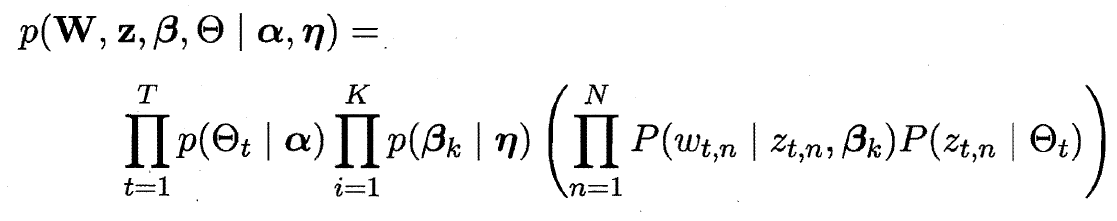 p(𝐖, 𝐳, 𝜷, Θ | 𝜶, 𝜼) =
∏_{t=1}^{T} p(Θ_t | 𝜶) ∏_{i=1}^{K} p(𝜷_k | 𝜼) ( ∏_{n=1}^{N} P(w_{t,n} | z_{t,n}, 𝜷_k) P(z_{t,n} | Θ_t) )